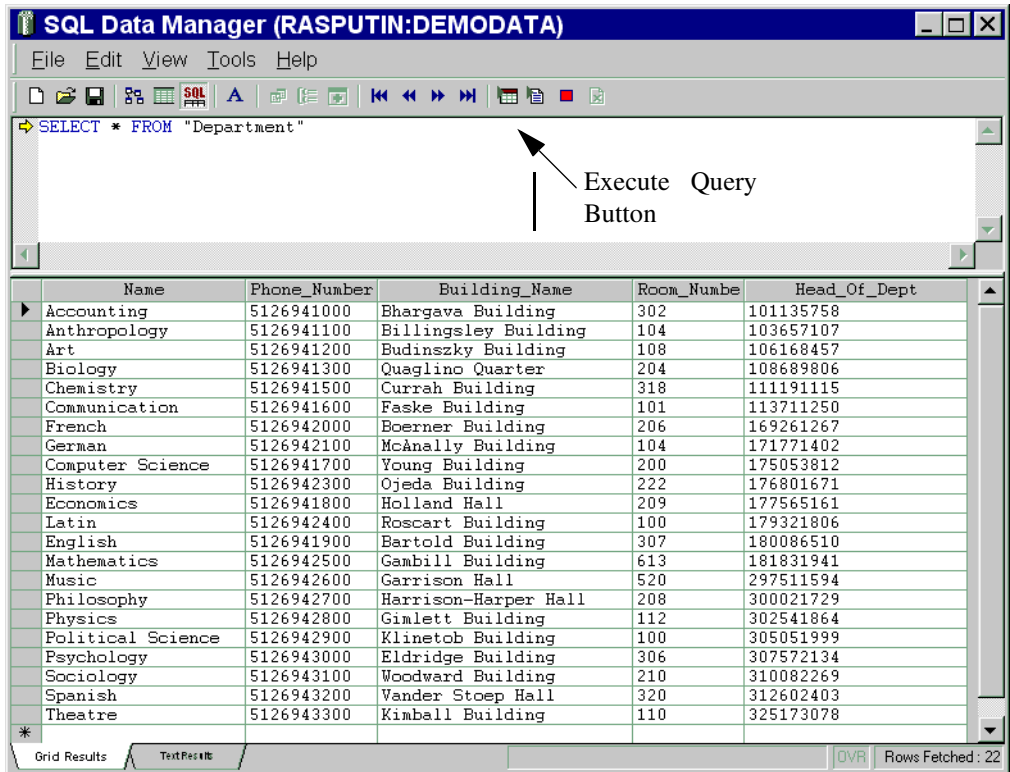 SQL Data Manager (RASPUTIN:DEMODATA)
File Edit View Tools Help
SQL A
SELECT * FROM "Department"
Execute Query
Button
Name Phone_Number Building_Name Room_Numbe Head_Of_Dept
Accounting 5126941000 Bhargava Building 302 101135758
Anthropology 5126941100 Billingsley Building 104 103657107
Art 5126941200 Budinszky Building 108 106168457
Biology 5126941300 Quaglino Quarter 204 108689806
Chemistry 5126941500 Currah Building 318 111191115
Communication 5126941600 Faske Building 101 113711250
French 5126942000 Boerner Building 206 169261267
German 5126942100 McAnally Building 104 171771402
Computer Science 5126941700 Young Building 200 175053812
History 5126942300 Ojeda Building 222 176801671
Economics 5126941800 Holland Hall 209 177565161
Latin 5126942400 Roscart Building 100 179321806
English 5126941900 Bartold Building 307 180086510
Mathematics 5126942500 Gambill Building 613 181831941
Music 5126942600 Garrison Hall 520 297511594
Philosophy 5126942700 Harrison-Harper Hall 208 300021729
Physics 5126942800 Gimlett Building 112 302541864
Political Science 5126942900 Klinetob Building 100 305051999
Psychology 5126943000 Eldridge Building 306 307572134
Sociology 5126943100 Woodward Building 210 310082269
Spanish 5126943200 Vander Stoep Hall 320 312602403
Theatre 5126943300 Kimball Building 110 325173078
*
Grid Results Text Results OVR Rows Fetched : 22